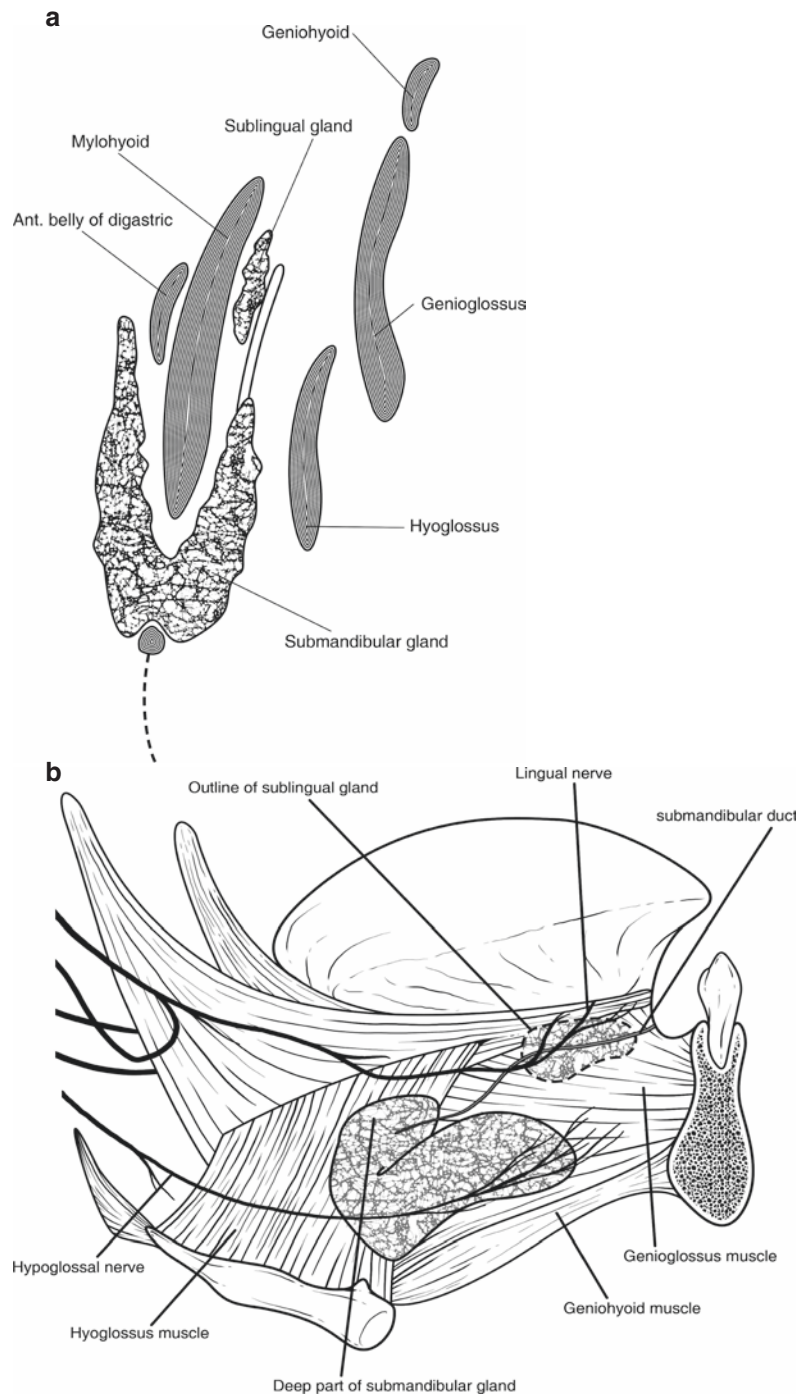 a
Geniohyoid
Sublingual gland
Mylohyoid
Ant. belly of digastric
Genioglossus
Hyoglossus
Submandibular gland
b
Lingual nerve
Outline of sublingual gland
submandibular duct
Genioglossus muscle
Hypoglossal nerve
Geniohyoid muscle
Hyoglossus muscle
Deep part of submandibular gland